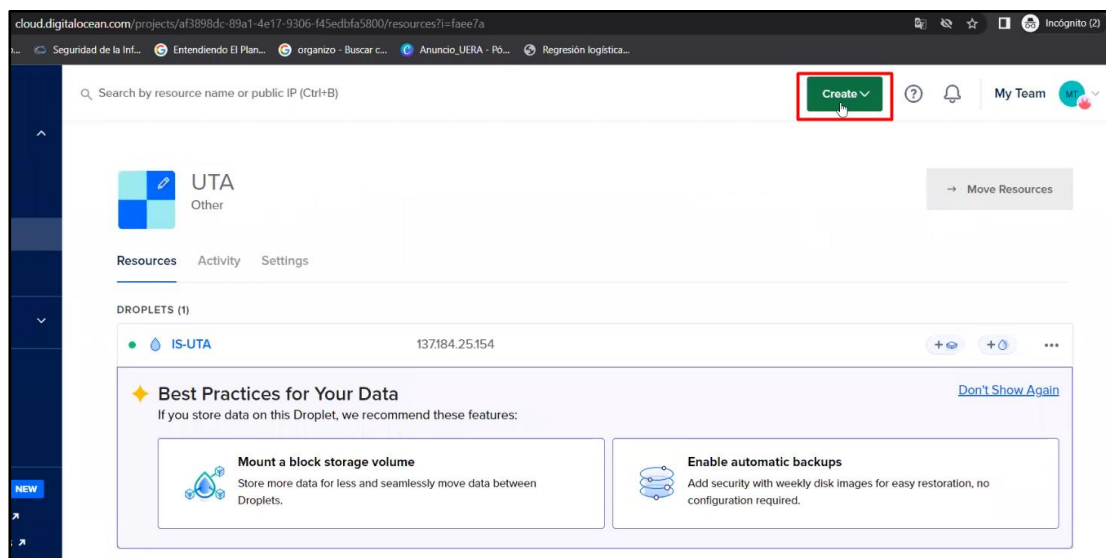 cloud.digitalocean.com/projects/af3898dc-89a1-4e17-9306-f45edbfa5800/resources?i=faee7a
Incógnito (2)
Seguridad de la Inf... Entendiendo El Plan... organizo - Buscar c... Anuncio_UERA - Pó... Regresión logística...
Search by resource name or public IP (Ctrl+B)
Create
My Team
MT
UTA
Other
→ Move Resources
Resources Activity Settings
DROPLETS (1)
IS-UTA 137.184.25.154
Best Practices for Your Data
Don't Show Again
If you store data on this Droplet, we recommend these features:
Mount a block storage volume
Store more data for less and seamlessly move data between
Droplets.
Enable automatic backups
Add security with weekly disk images for easy restoration, no
configuration required.
NEW